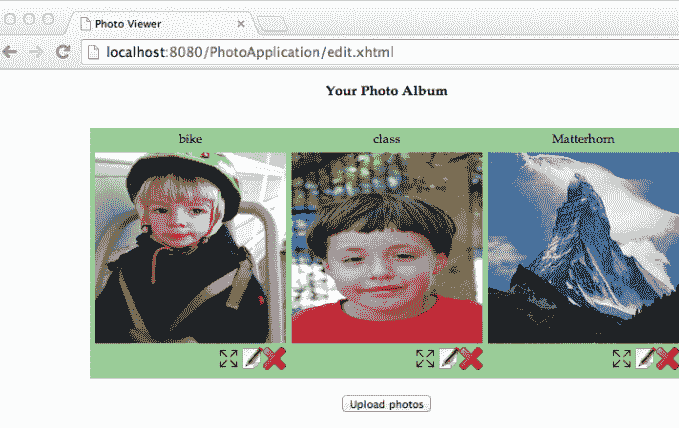 Photo Viewer
localhost:8080/PhotoApplication/edit.xhtml
Your Photo Album
bike class Matterhorn
Upload photos